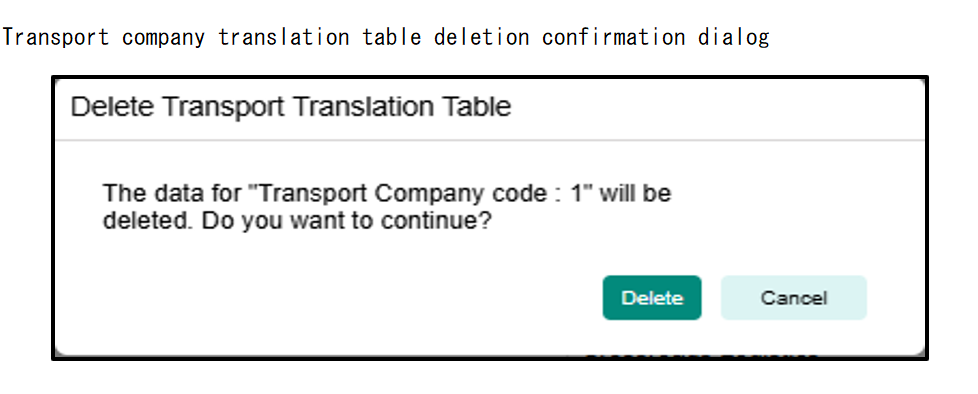 Transport company translation table deletion confirmation dialog
Delete Transport Translation Table
The data for "Transport Company code : 1" will be
deleted. Do you want to continue?
Delete
Cancel